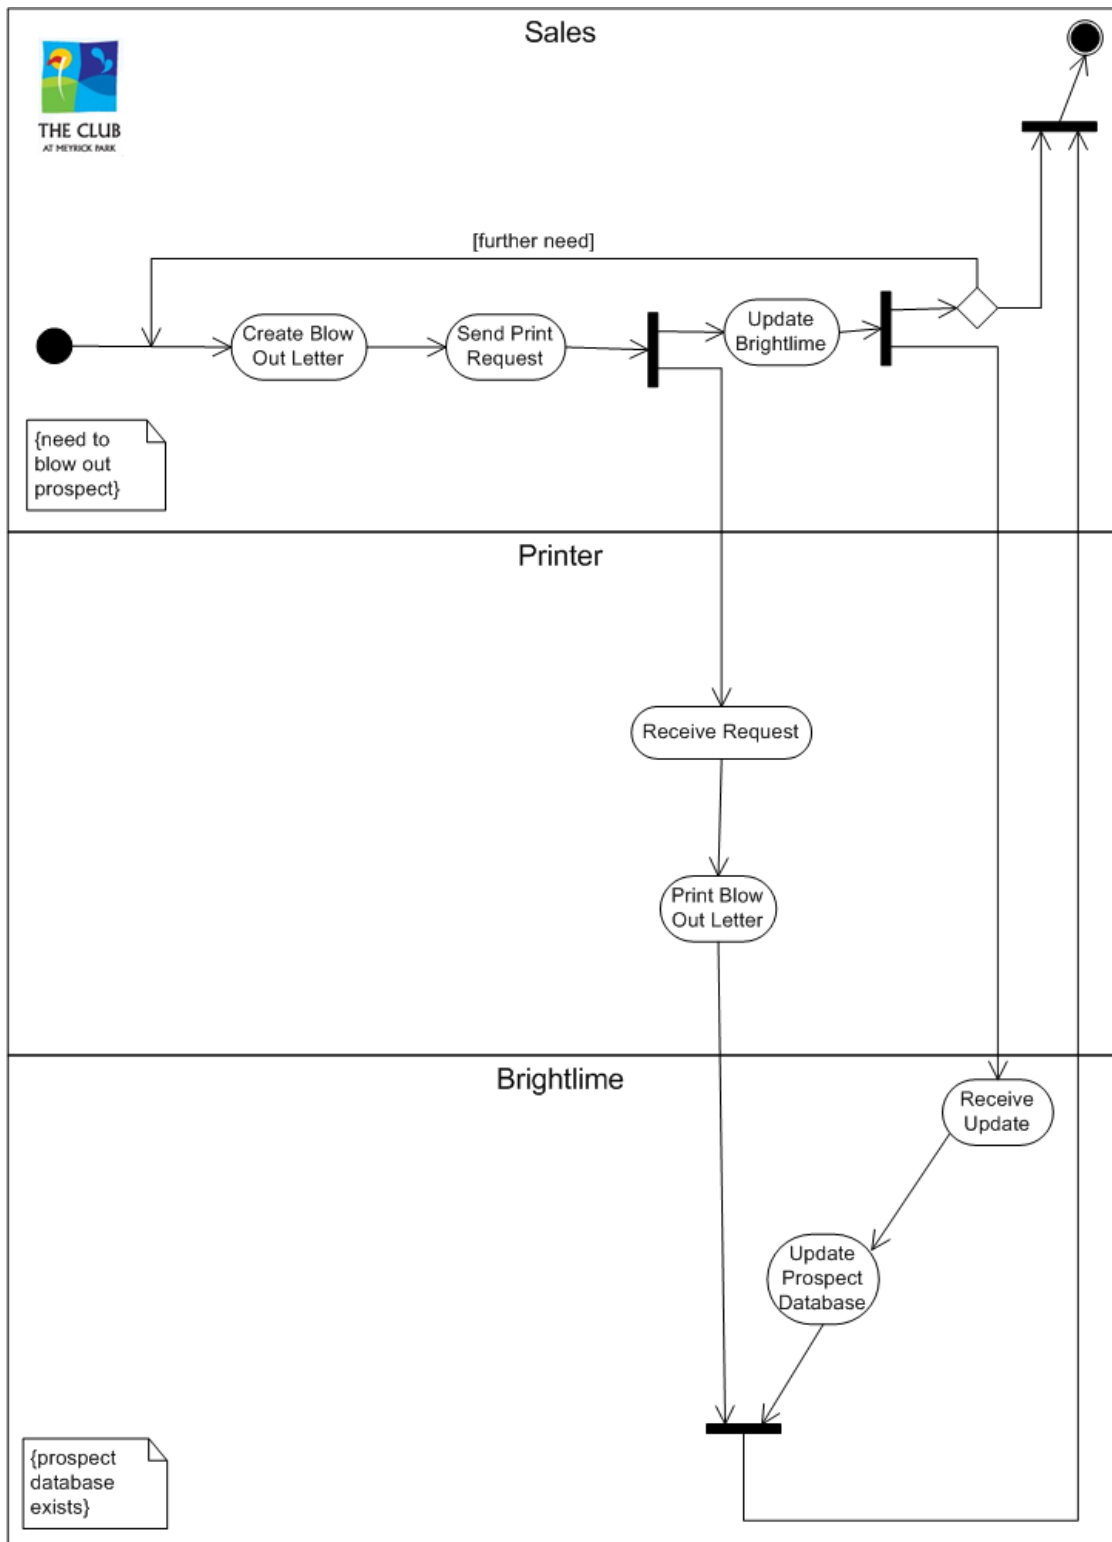 Sales
THE CLUB
AT MEYRICK PARK
[further need]
Create Blow
Out Letter
Send Print
Request
Update
Brightlime
{need to
blow out
prospect}
Printer
Receive Request
Print Blow
Out Letter
Brightlime
Receive
Update
Update
Prospect
Database
{prospect
database
exists}